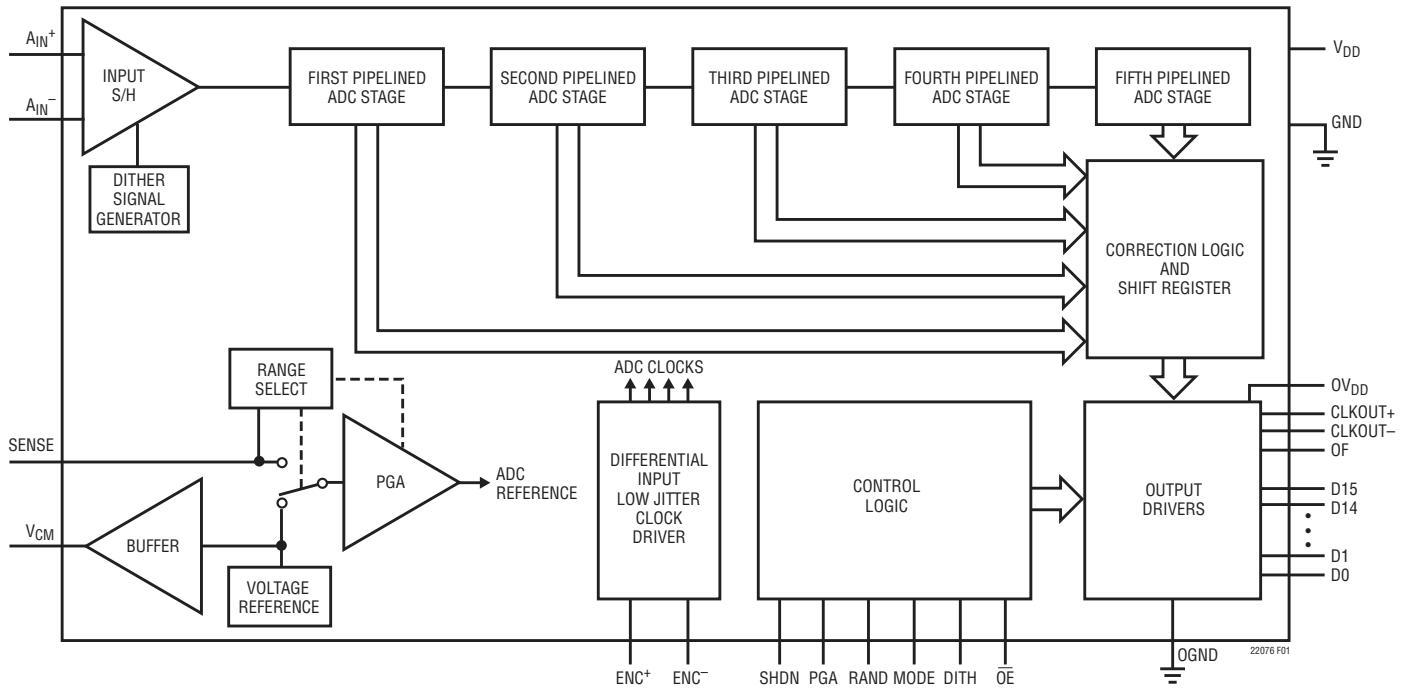 AIN+
AIN–
INPUT
S/H
DITHER
SIGNAL
GENERATOR
FIRST PIPELINED
ADC STAGE
SECOND PIPELINED
ADC STAGE
THIRD PIPELINED
ADC STAGE
FOURTH PIPELINED
ADC STAGE
FIFTH PIPELINED
ADC STAGE
VDD
GND
CORRECTION LOGIC
AND
SHIFT REGISTER
RANGE
SELECT
SENSE
PGA
ADC
REFERENCE
VCM
BUFFER
VOLTAGE
REFERENCE
ADC CLOCKS
DIFFERENTIAL
INPUT
LOW JITTER
CLOCK
DRIVER
CONTROL
LOGIC
OUTPUT
DRIVERS
OVDD
CLKOUT+
CLKOUT–
OF
D15
D14
D1
D0
OGND
ENC+
ENC–
SHDN
PGA
RAND
MODE
DITH
O̅E̅
22076 F01